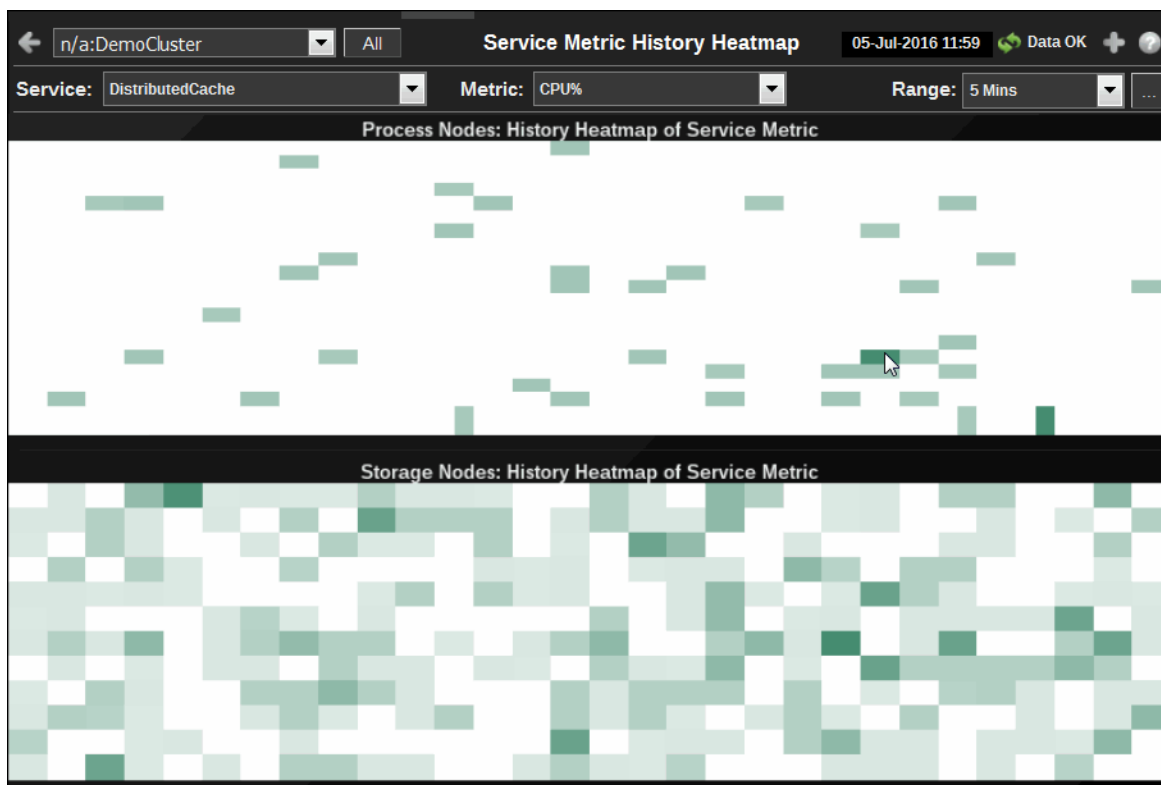 n/a:DemoCluster All Service Metric History Heatmap 05-Jul-2016 11:59 Data OK ?
Service: DistributedCache Metric: CPU% Range: 5 Mins ...
Process Nodes: History Heatmap of Service Metric
Storage Nodes: History Heatmap of Service Metric